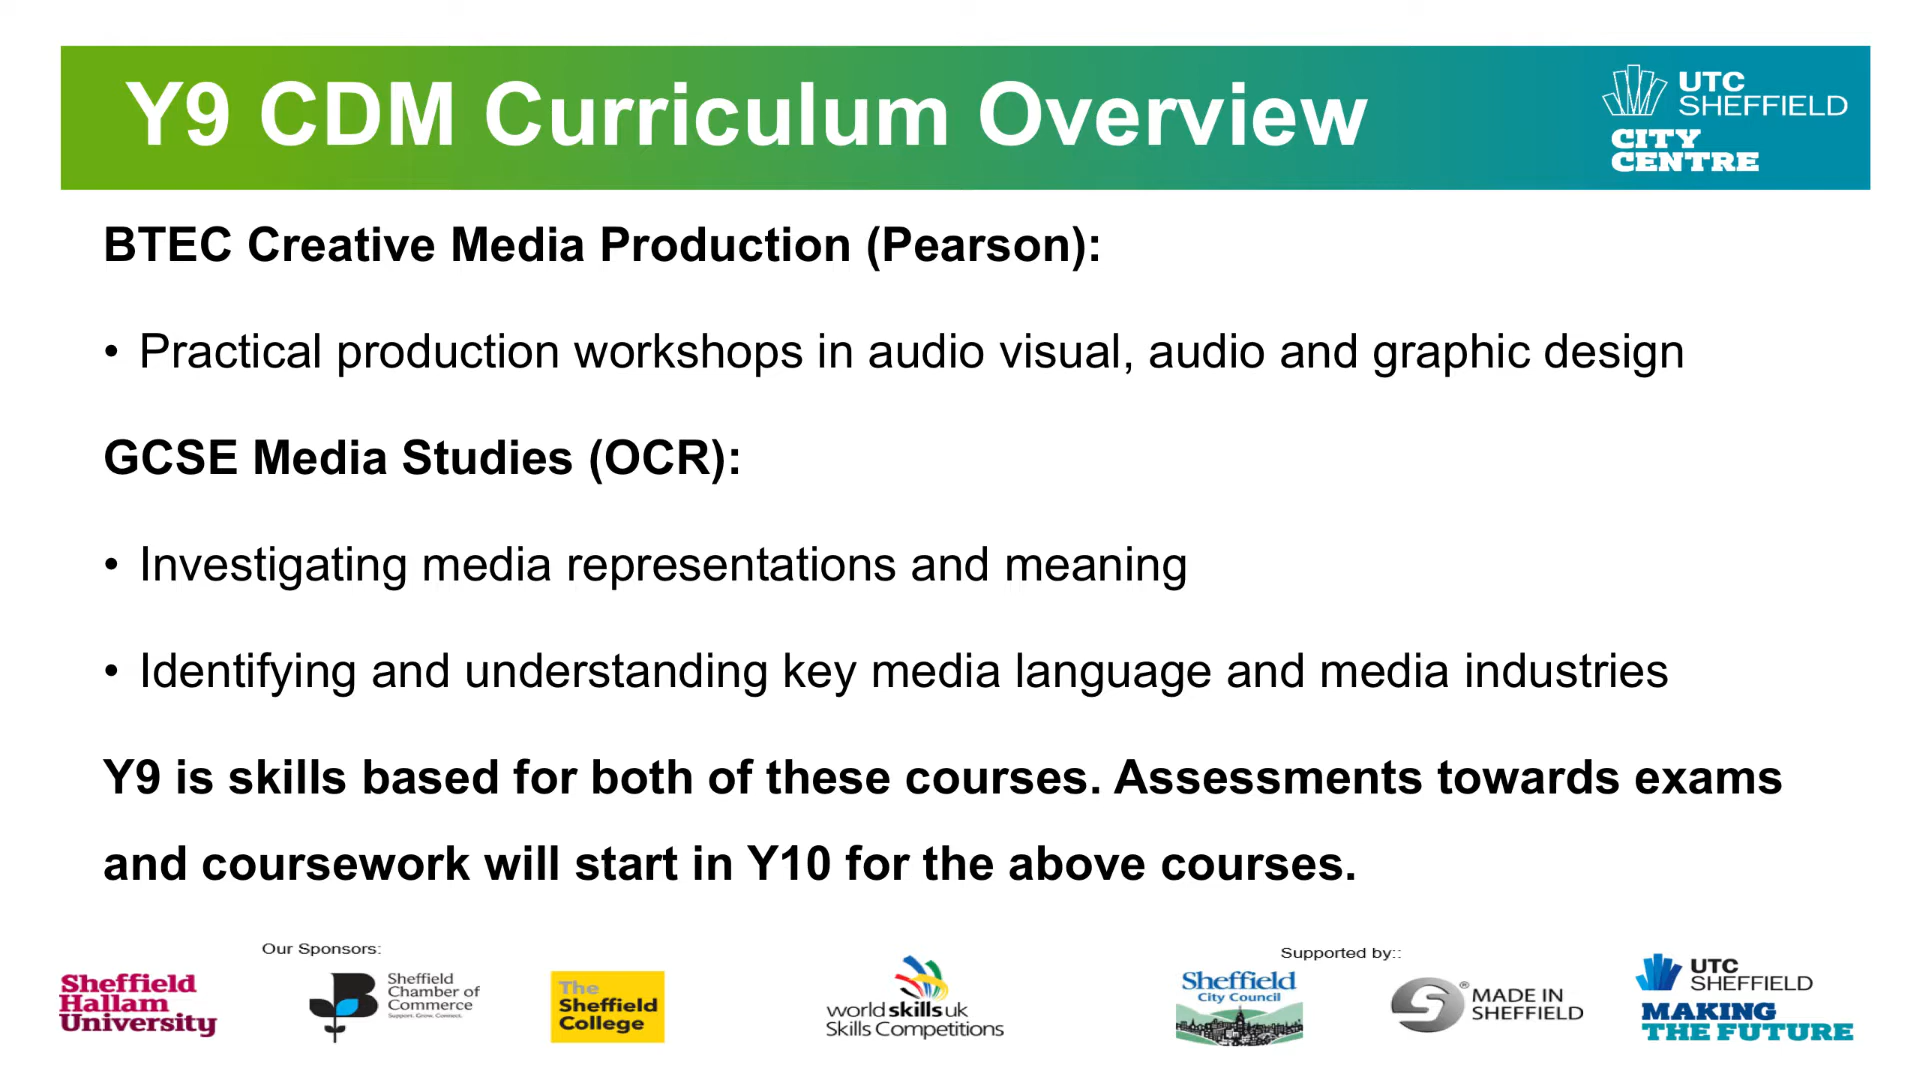 Y9 CDM Curriculum Overview
UTC
SHEFFIELD
CITY
CENTRE
BTEC Creative Media Production (Pearson):
• Practical production workshops in audio visual, audio and graphic design
GCSE Media Studies (OCR):
• Investigating media representations and meaning
• Identifying and understanding key media language and media industries
Y9 is skills based for both of these courses. Assessments towards exams
and coursework will start in Y10 for the above courses.
Our Sponsors:
Sheffield
Hallam
University
Sheffield
Chamber of
Commerce
Support. Grow. Connect.
The
Sheffield
College
worldskillsuk
Skills Competitions
Supported by::
Sheffield
City Council
S®
MADE IN
SHEFFIELD
UTC
SHEFFIELD
MAKING
THE FUTURE